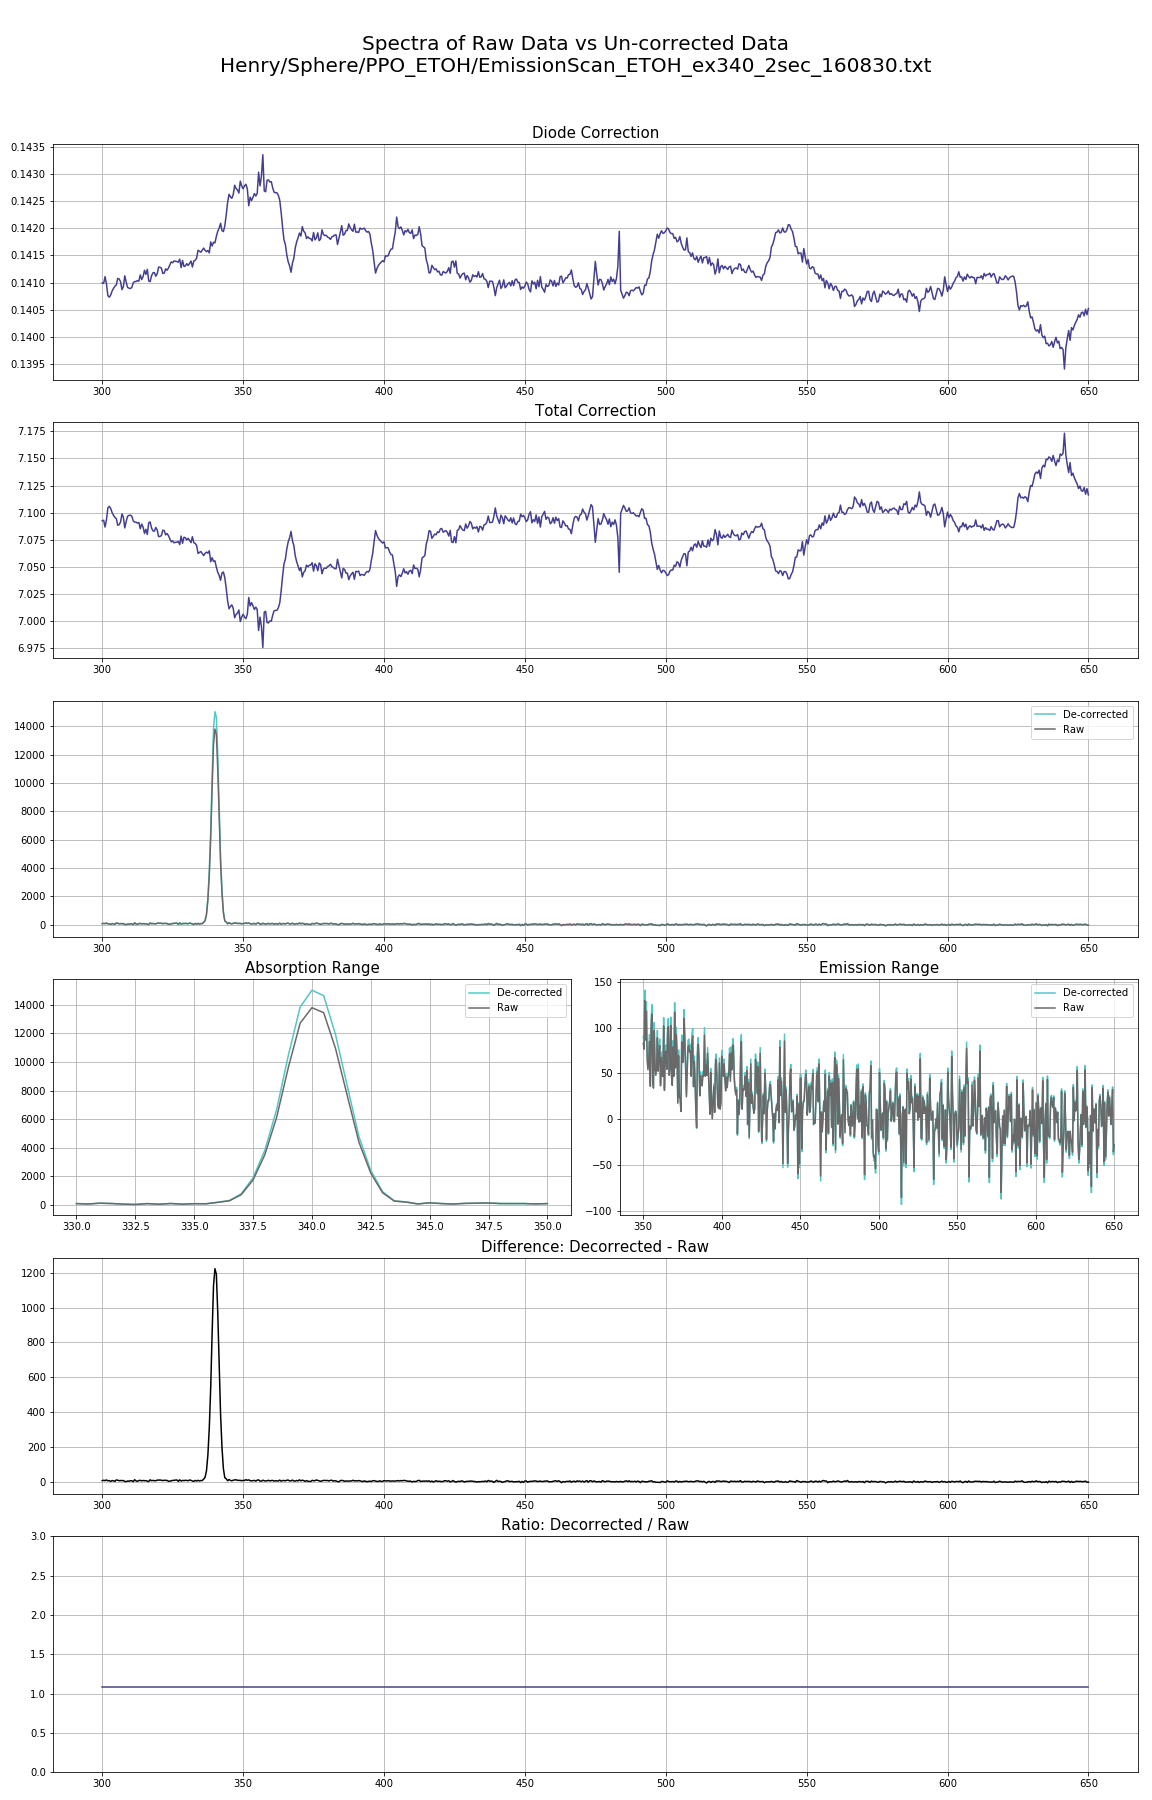 Spectra of Raw Data vs Un-corrected Data
Henry/Sphere/PPO_ETOH/EmissionScan_ETOH_ex340_2sec_160830.txt
Diode Correction
0.1435
0.1430
0.1425
0.1420
0.1415
0.1410
0.1405
0.1400
0.1395
300 350 400 450 500 550 600 650
Total Correction
7.175
7.150
7.125
7.100
7.075
7.050
7.025
7.000
6.975
300 350 400 450 500 550 600 650
De-corrected
Raw
14000
12000
10000
8000
6000
4000
2000
0
300 350 400 450 500 550 600 650
Absorption Range
De-corrected
Raw
14000
12000
10000
8000
6000
4000
2000
0
330.0 332.5 335.0 337.5 340.0 342.5 345.0 347.5 350.0
Emission Range
De-corrected
Raw
150
100
50
0
−50
−100
350 400 450 500 550 600 650
Difference: Decorrected - Raw
1200
1000
800
600
400
200
0
300 350 400 450 500 550 600 650
Ratio: Decorrected / Raw
3.0
2.5
2.0
1.5
1.0
0.5
0.0
300 350 400 450 500 550 600 650